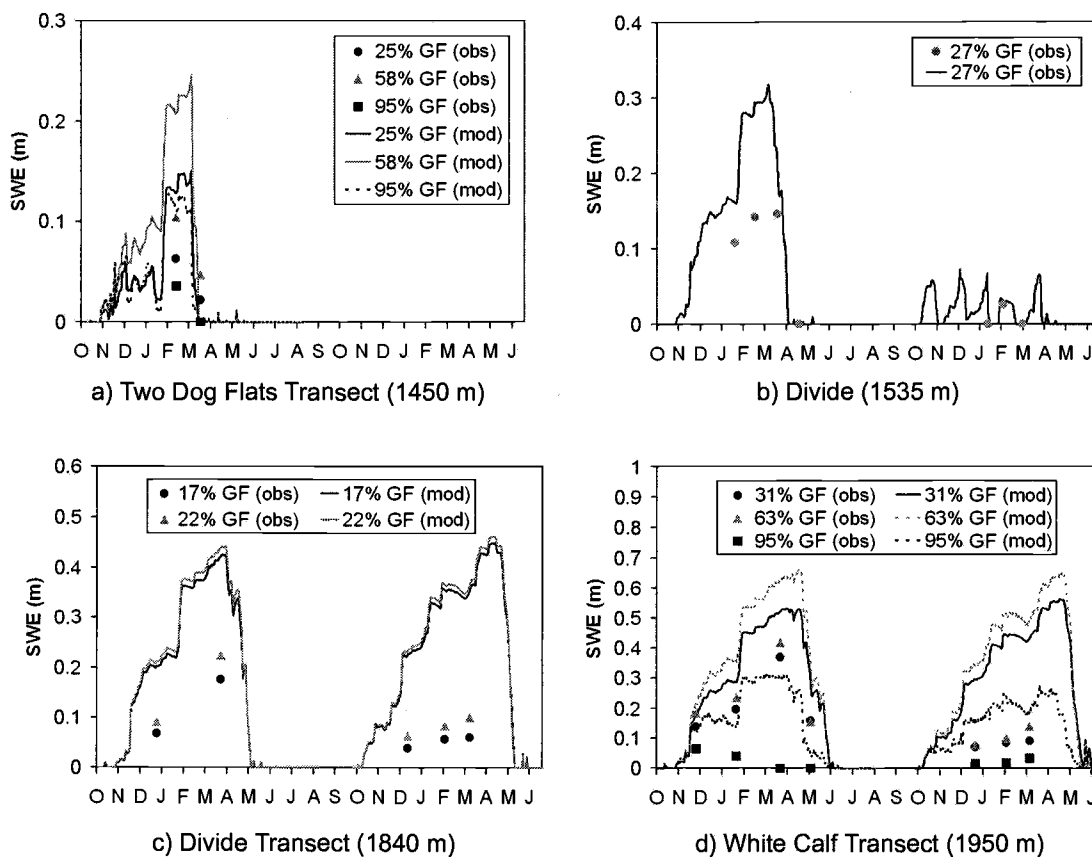 0.3
0.2
0.1
0
SWE (m)
25% GF (obs)
58% GF (obs)
95% GF (obs)
25% GF (mod)
58% GF (mod)
95% GF (mod)
O N D J F M A M J J A S O N D J F M A M J
a) Two Dog Flats Transect (1450 m)
0.4
0.3
0.2
0.1
0
SWE (m)
27% GF (obs)
27% GF (obs)
O N D J F M A M J J A S O N D J F M A M J
b) Divide (1535 m)
0.6
0.5
0.4
0.3
0.2
0.1
0
SWE (m)
17% GF (obs) 17% GF (mod)
22% GF (obs) 22% GF (mod)
O N D J F M A M J J A S O N D J F M A M J
c) Divide Transect (1840 m)
1
0.9
0.8
0.7
0.6
0.5
0.4
0.3
0.2
0.1
0
SWE (m)
31% GF (obs) 31% GF (mod)
63% GF (obs) 63% GF (mod)
95% GF (obs) 95% GF (mod)
O N D J F M A M J J A S O N D J F M A M J
d) White Calf Transect (1950 m)